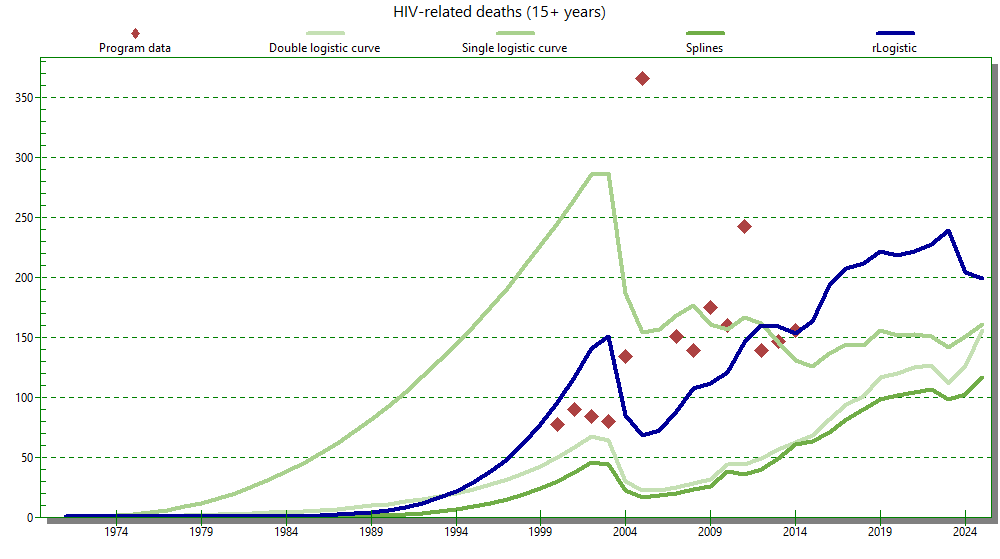 HIV-related deaths (15+ years)
Program data Double logistic curve Single logistic curve Splines rLogistic
350
300
250
200
150
100
50
0
1974 1979 1984 1989 1994 1999 2004 2009 2014 2019 2024